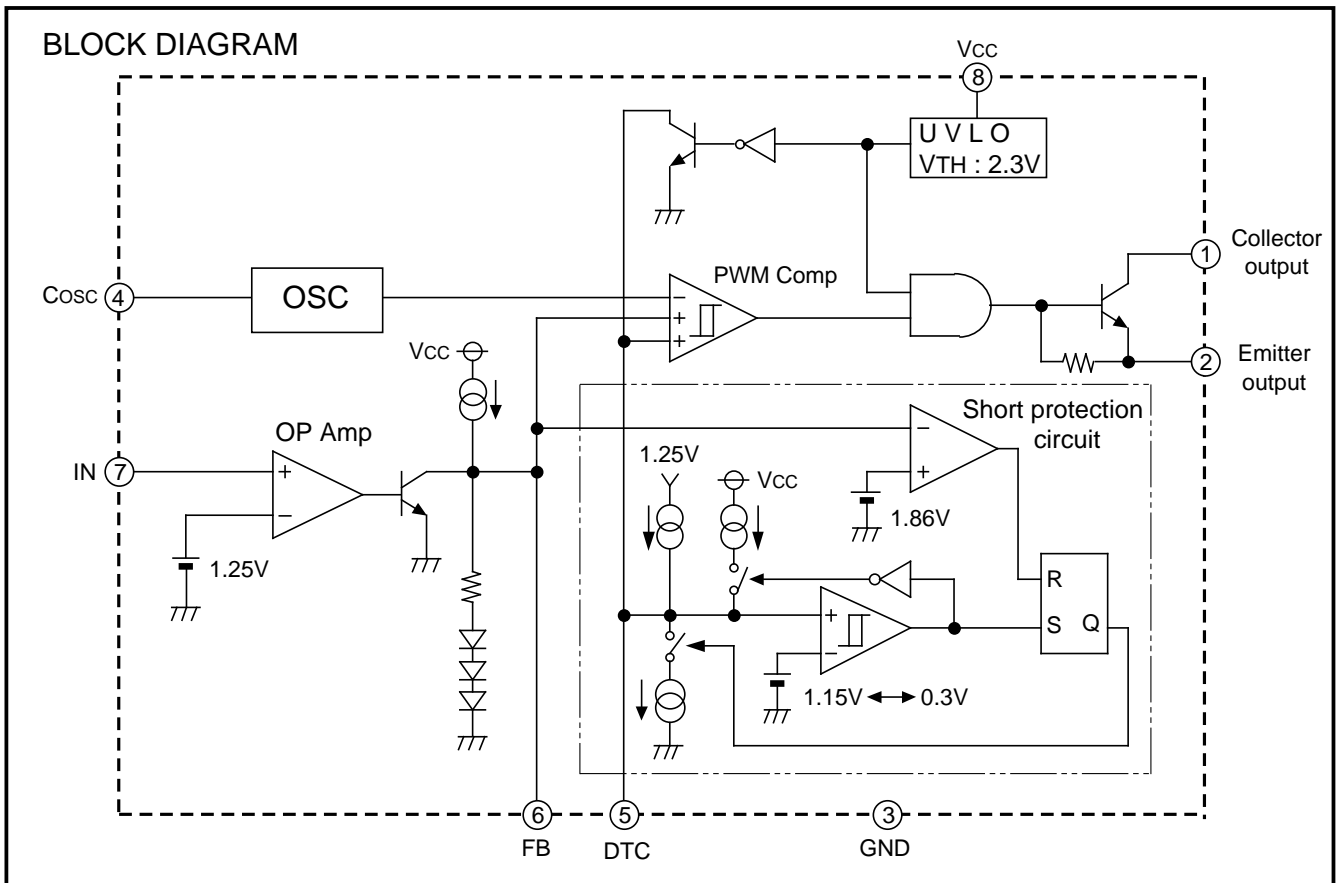 BLOCK DIAGRAM
VCC
8
UVLO
VTH : 2.3V
1
Collector
output
PWM Comp
COSC
4
OSC
−
+
+
2
Emitter
output
VCC
OP Amp
Short protection
circuit
IN
7
+
−
1.25V
1.25V
VCC
−
+
1.86V
R
S
Q
+
−
1.15V
0.3V
6
5
3
FB
DTC
GND